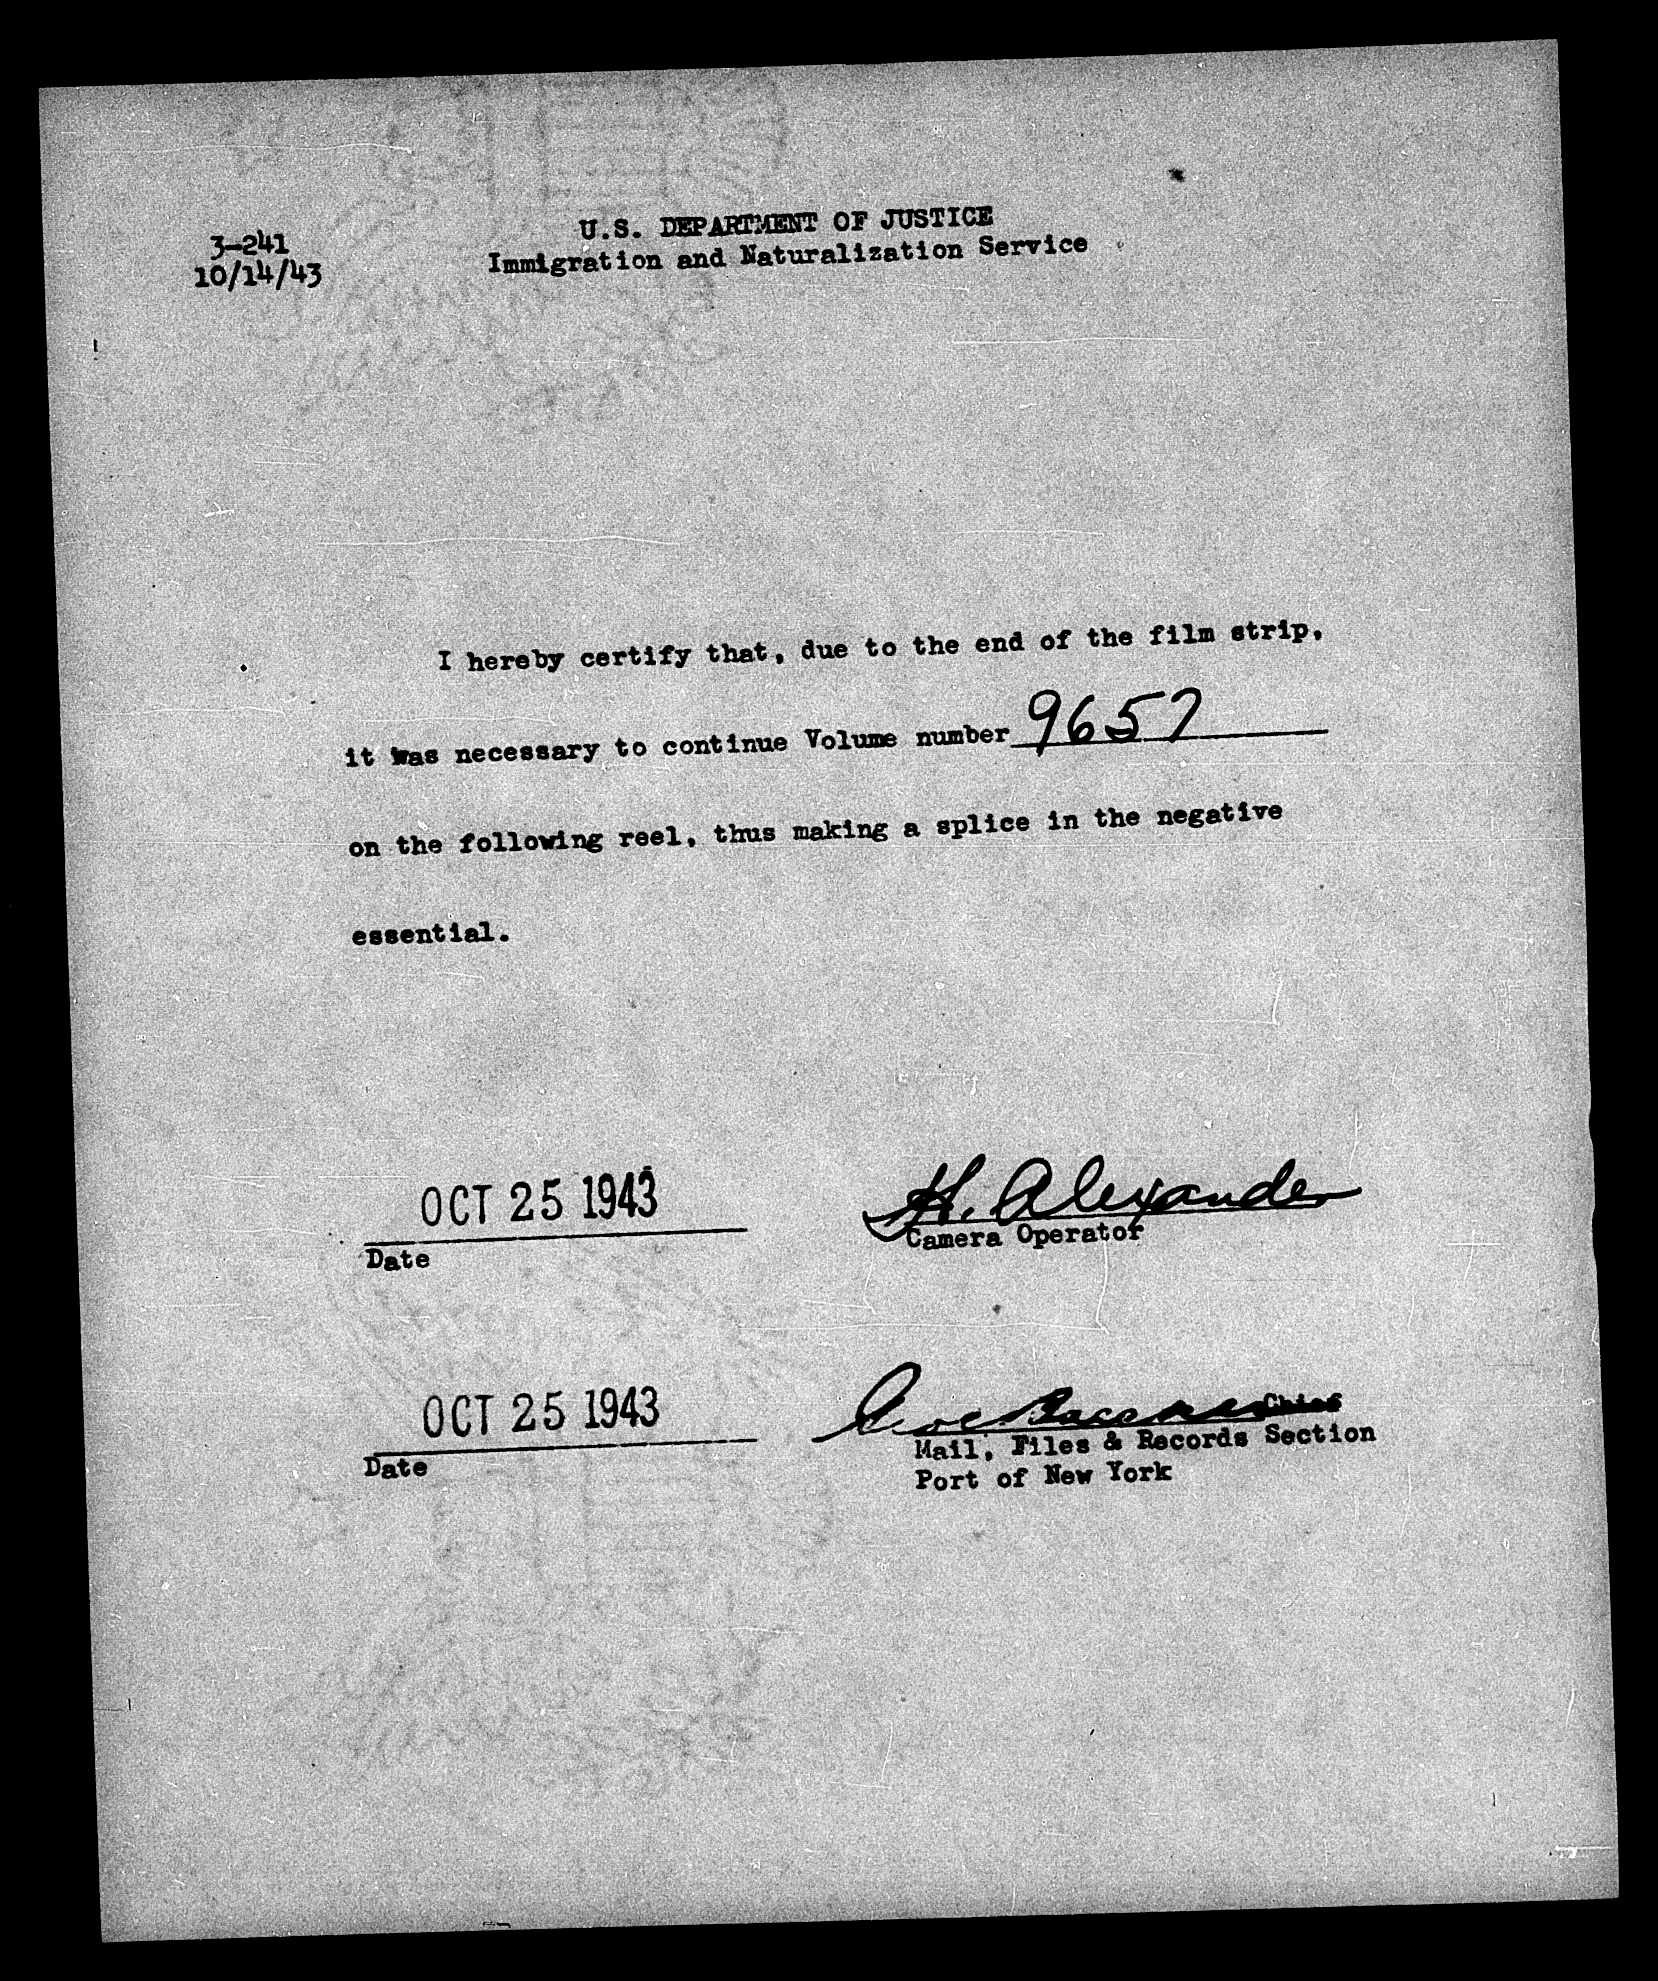 3-241
10/14/43
U.S. DEPARTMENT OF JUSTICE
Immigration and Naturalization Service
I hereby certify that, due to the end of the film strip,
it was necessary to continue Volume number 9657
on the following reel, thus making a splice in the negative
essential.
OCT 25 1943
Date
H. Alexander
Camera Operator
OCT 25 1943
Date
Chief
Mail, Files & Records Section
Port of New York